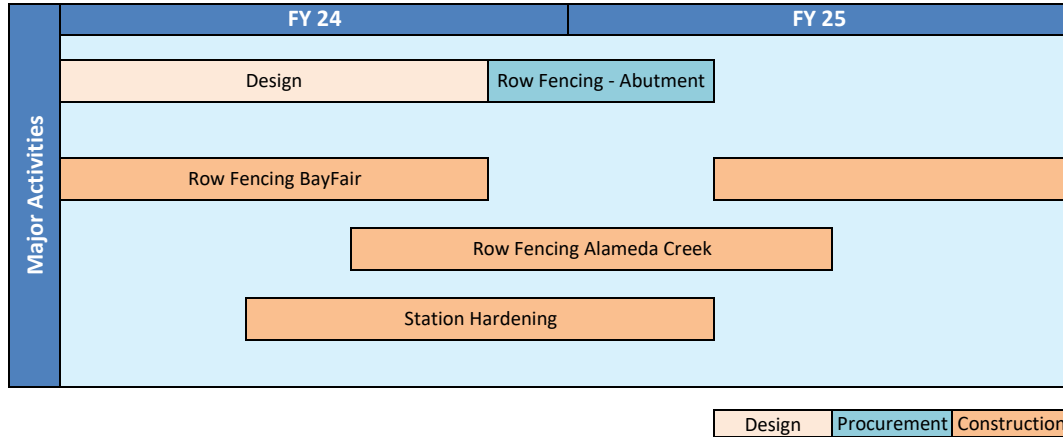 FY 24
FY 25
Major Activities
Design
Row Fencing - Abutment
Row Fencing BayFair
Row Fencing Alameda Creek
Station Hardening
Design
Procurement
Construction